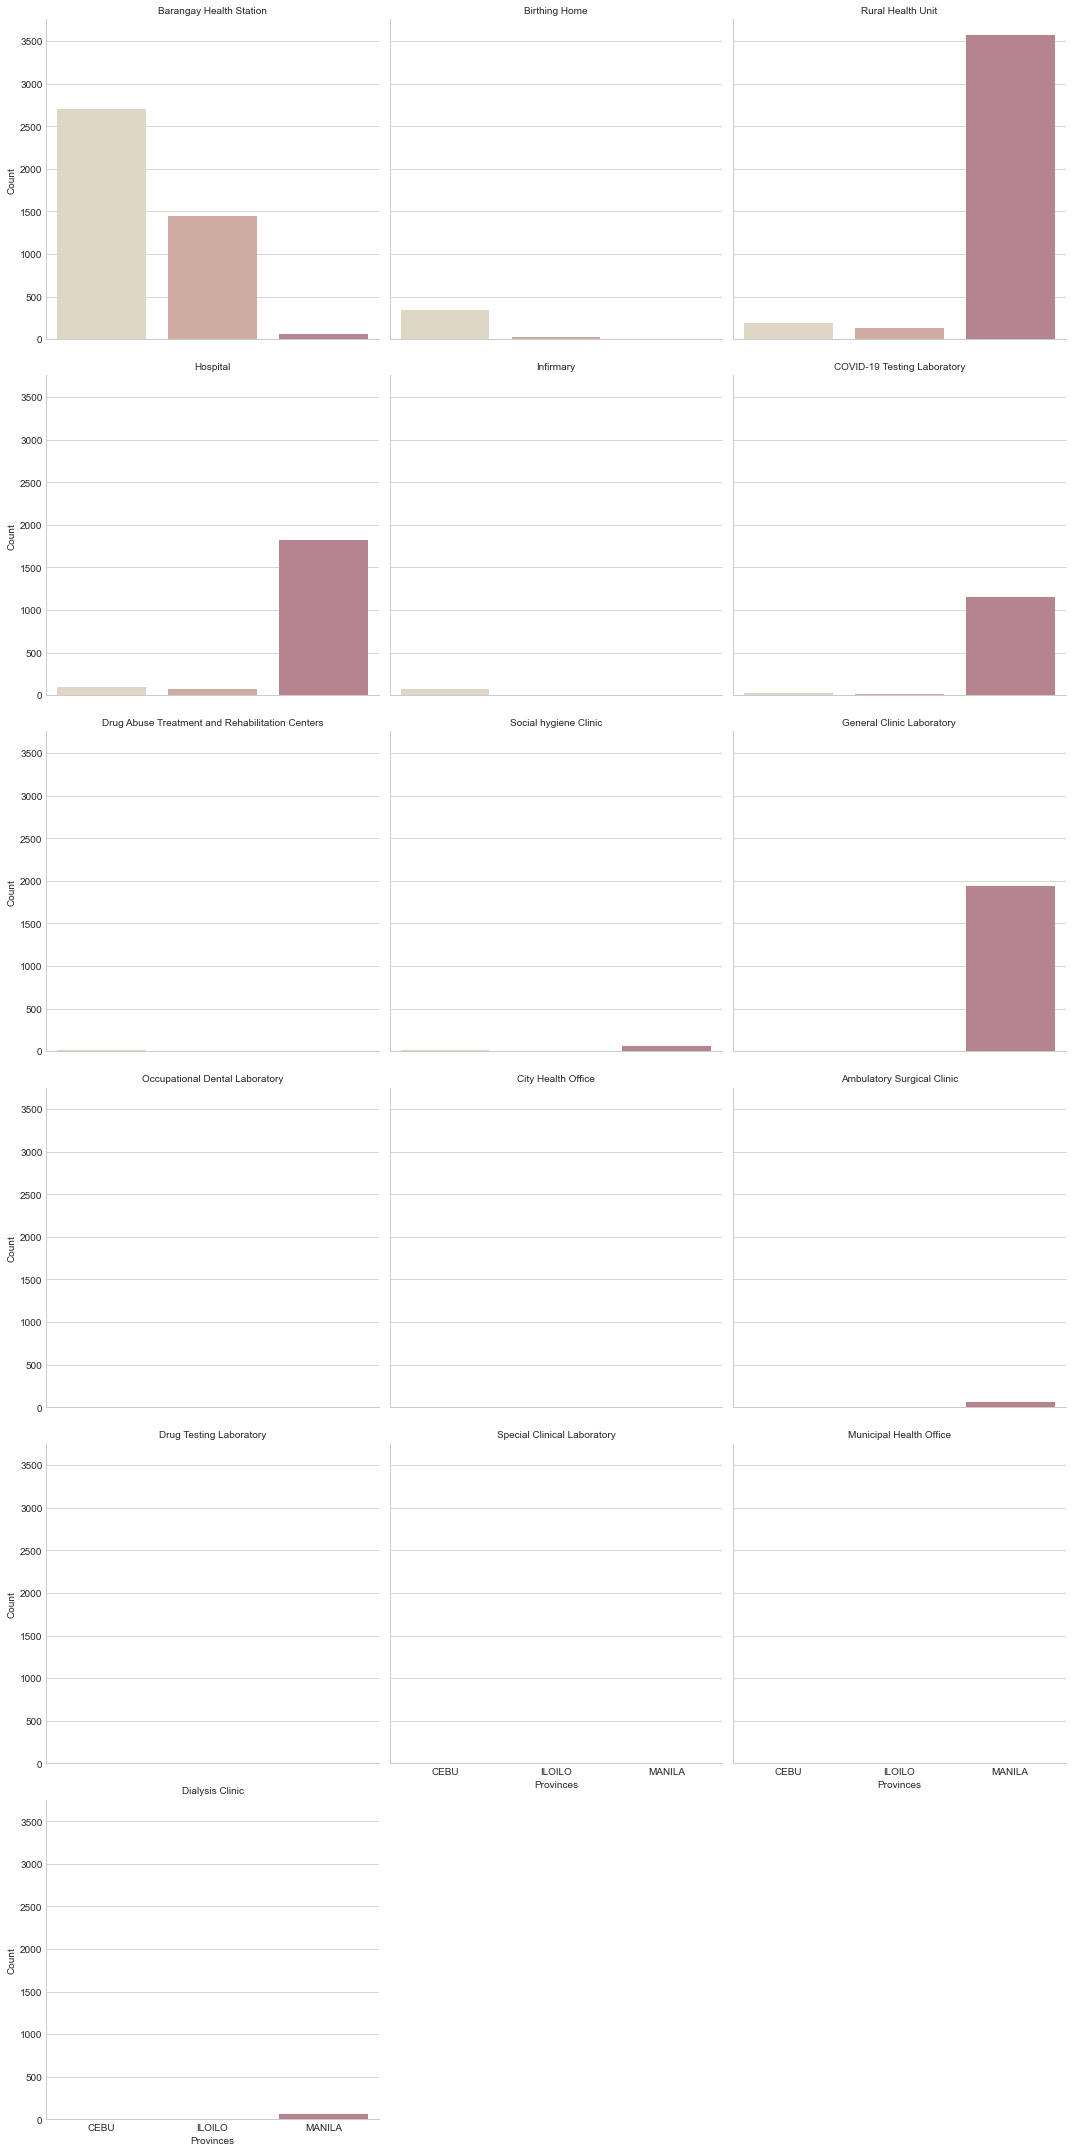 Barangay Health Station
Birthing Home
Rural Health Unit
3500
3000
2500
2000
1500
1000
500
0
Count
Hospital
Infirmary
COVID-19 Testing Laboratory
3500
3000
2500
2000
1500
1000
500
0
Count
Drug Abuse Treatment and Rehabilitation Centers
Social hygiene Clinic
General Clinic Laboratory
3500
3000
2500
2000
1500
1000
500
0
Count
Occupational Dental Laboratory
City Health Office
Ambulatory Surgical Clinic
3500
3000
2500
2000
1500
1000
500
0
Count
Drug Testing Laboratory
Special Clinical Laboratory
Municipal Health Office
3500
3000
2500
2000
1500
1000
500
0
Count
CEBU ILOILO MANILA
Provinces
CEBU ILOILO MANILA
Provinces
Dialysis Clinic
3500
3000
2500
2000
1500
1000
500
0
Count
CEBU ILOILO MANILA
Provinces